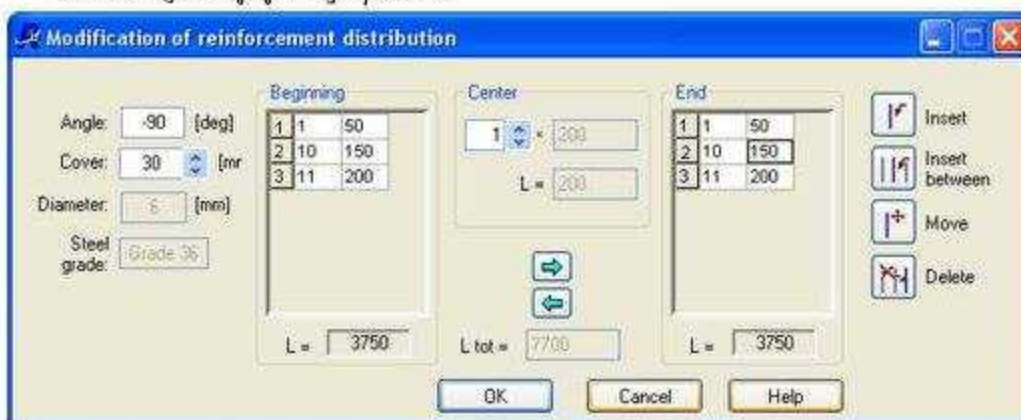 Modification of reinforcement distribution
Angle: -90 [deg]
Cover: 30 [mr
Diameter: 6 [mm]
Steel grade: Grade 36
Beginning
1 1 50
2 10 150
3 11 200
L = 3750
Center
1 * 200
L = 200
L tot = 7700
End
1 1 50
2 10 150
3 11 200
L = 3750
Insert
Insert between
Move
Delete
OK Cancel Help